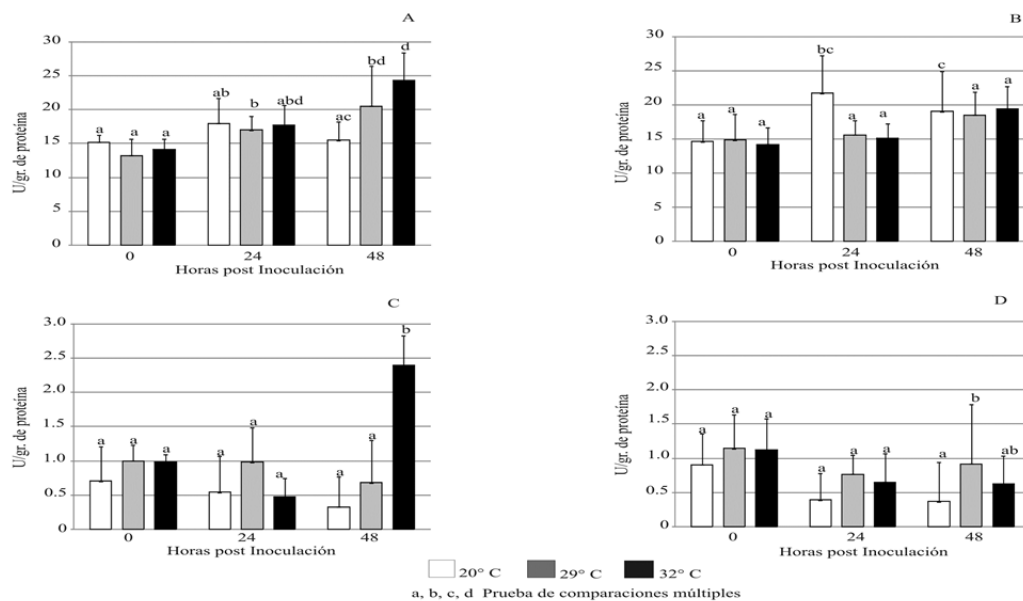 A
U/gr. de proteína
30
25
20
15
10
5
0
a a a ab b abd ac bd d
0 24 48
Horas post Inoculación
B
U/gr. de proteína
30
25
20
15
10
5
0
a a a bc a a c a a
0 24 48
Horas post Inoculación
C
U/gr. de proteína
3.0
2.5
2.0
1.5
1.0
0.5
0
a a a a a a a a b
0 24 48
Horas post Inoculación
D
U/gr. de proteína
3.0
2.5
2.0
1.5
1.0
0.5
0
a a a a a a a b ab
0 24 48
Horas post Inoculación
20° C 29° C 32° C
a, b, c, d Prueba de comparaciones múltiples